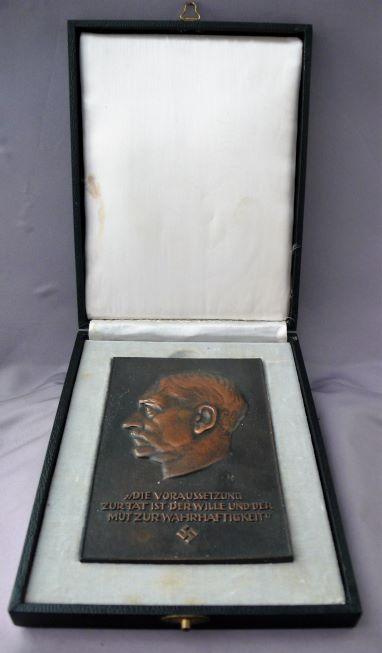 „DIE VORAUSSETZUNG
ZUR TAT IST DER WILLE UND DER
MUT ZUR WAHRHAFTIGKEIT“